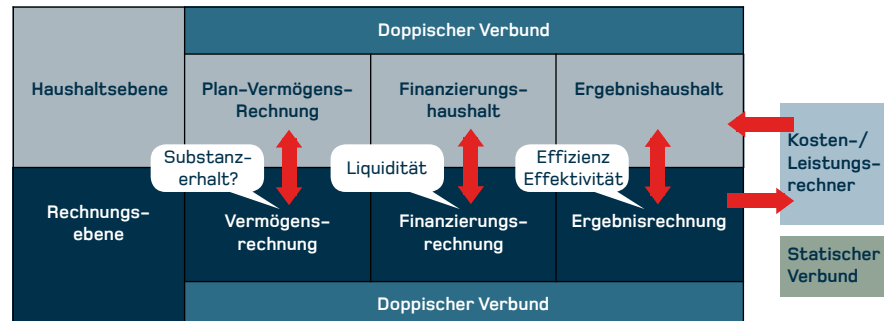 Doppischer Verbund
Haushaltsebene
Plan-Vermögens-
Rechnung
Finanzierungs-
haushalt
Ergebnishaushalt
Substanz-
erhalt?
Liquidität
Effizienz
Effektivität
Kosten-/
Leistungs-
rechner
Rechnungs-
ebene
Vermögens-
rechnung
Finanzierungs-
rechnung
Ergebnisrechnung
Statischer
Verbund
Doppischer Verbund